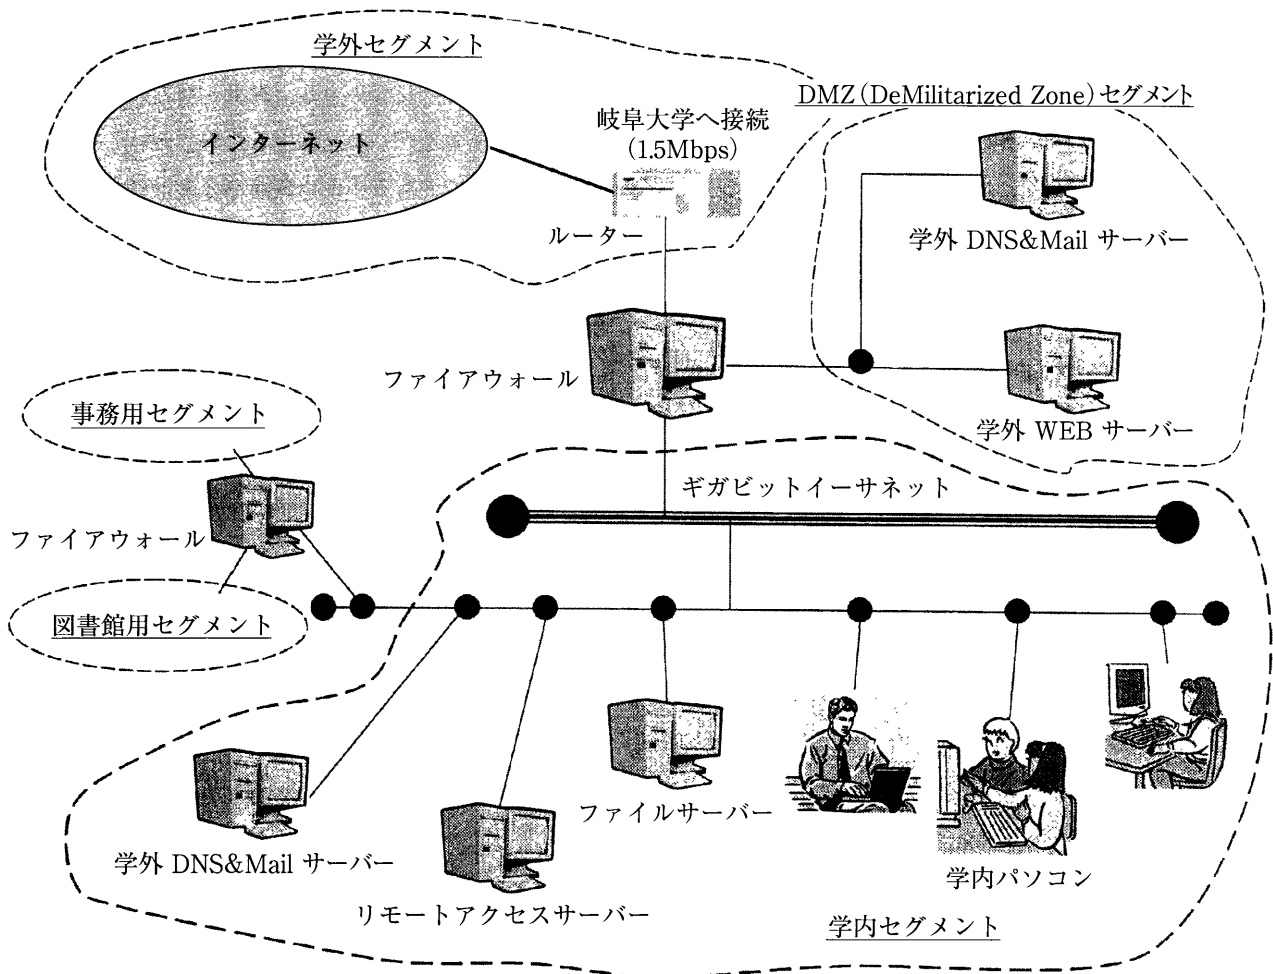 学外セグメント
インターネット
岐阜大学へ接続
(1.5Mbps)
ルーター
DMZ(DeMilitarized Zone)セグメント
学外 DNS&Mail サーバー
ファイアウォール
学外 WEB サーバー
事務用セグメント
ギガビットイーサネット
ファイアウォール
図書館用セグメント
ファイルサーバー
学外 DNS&Mail サーバー
学内パソコン
リモートアクセスサーバー
学内セグメント